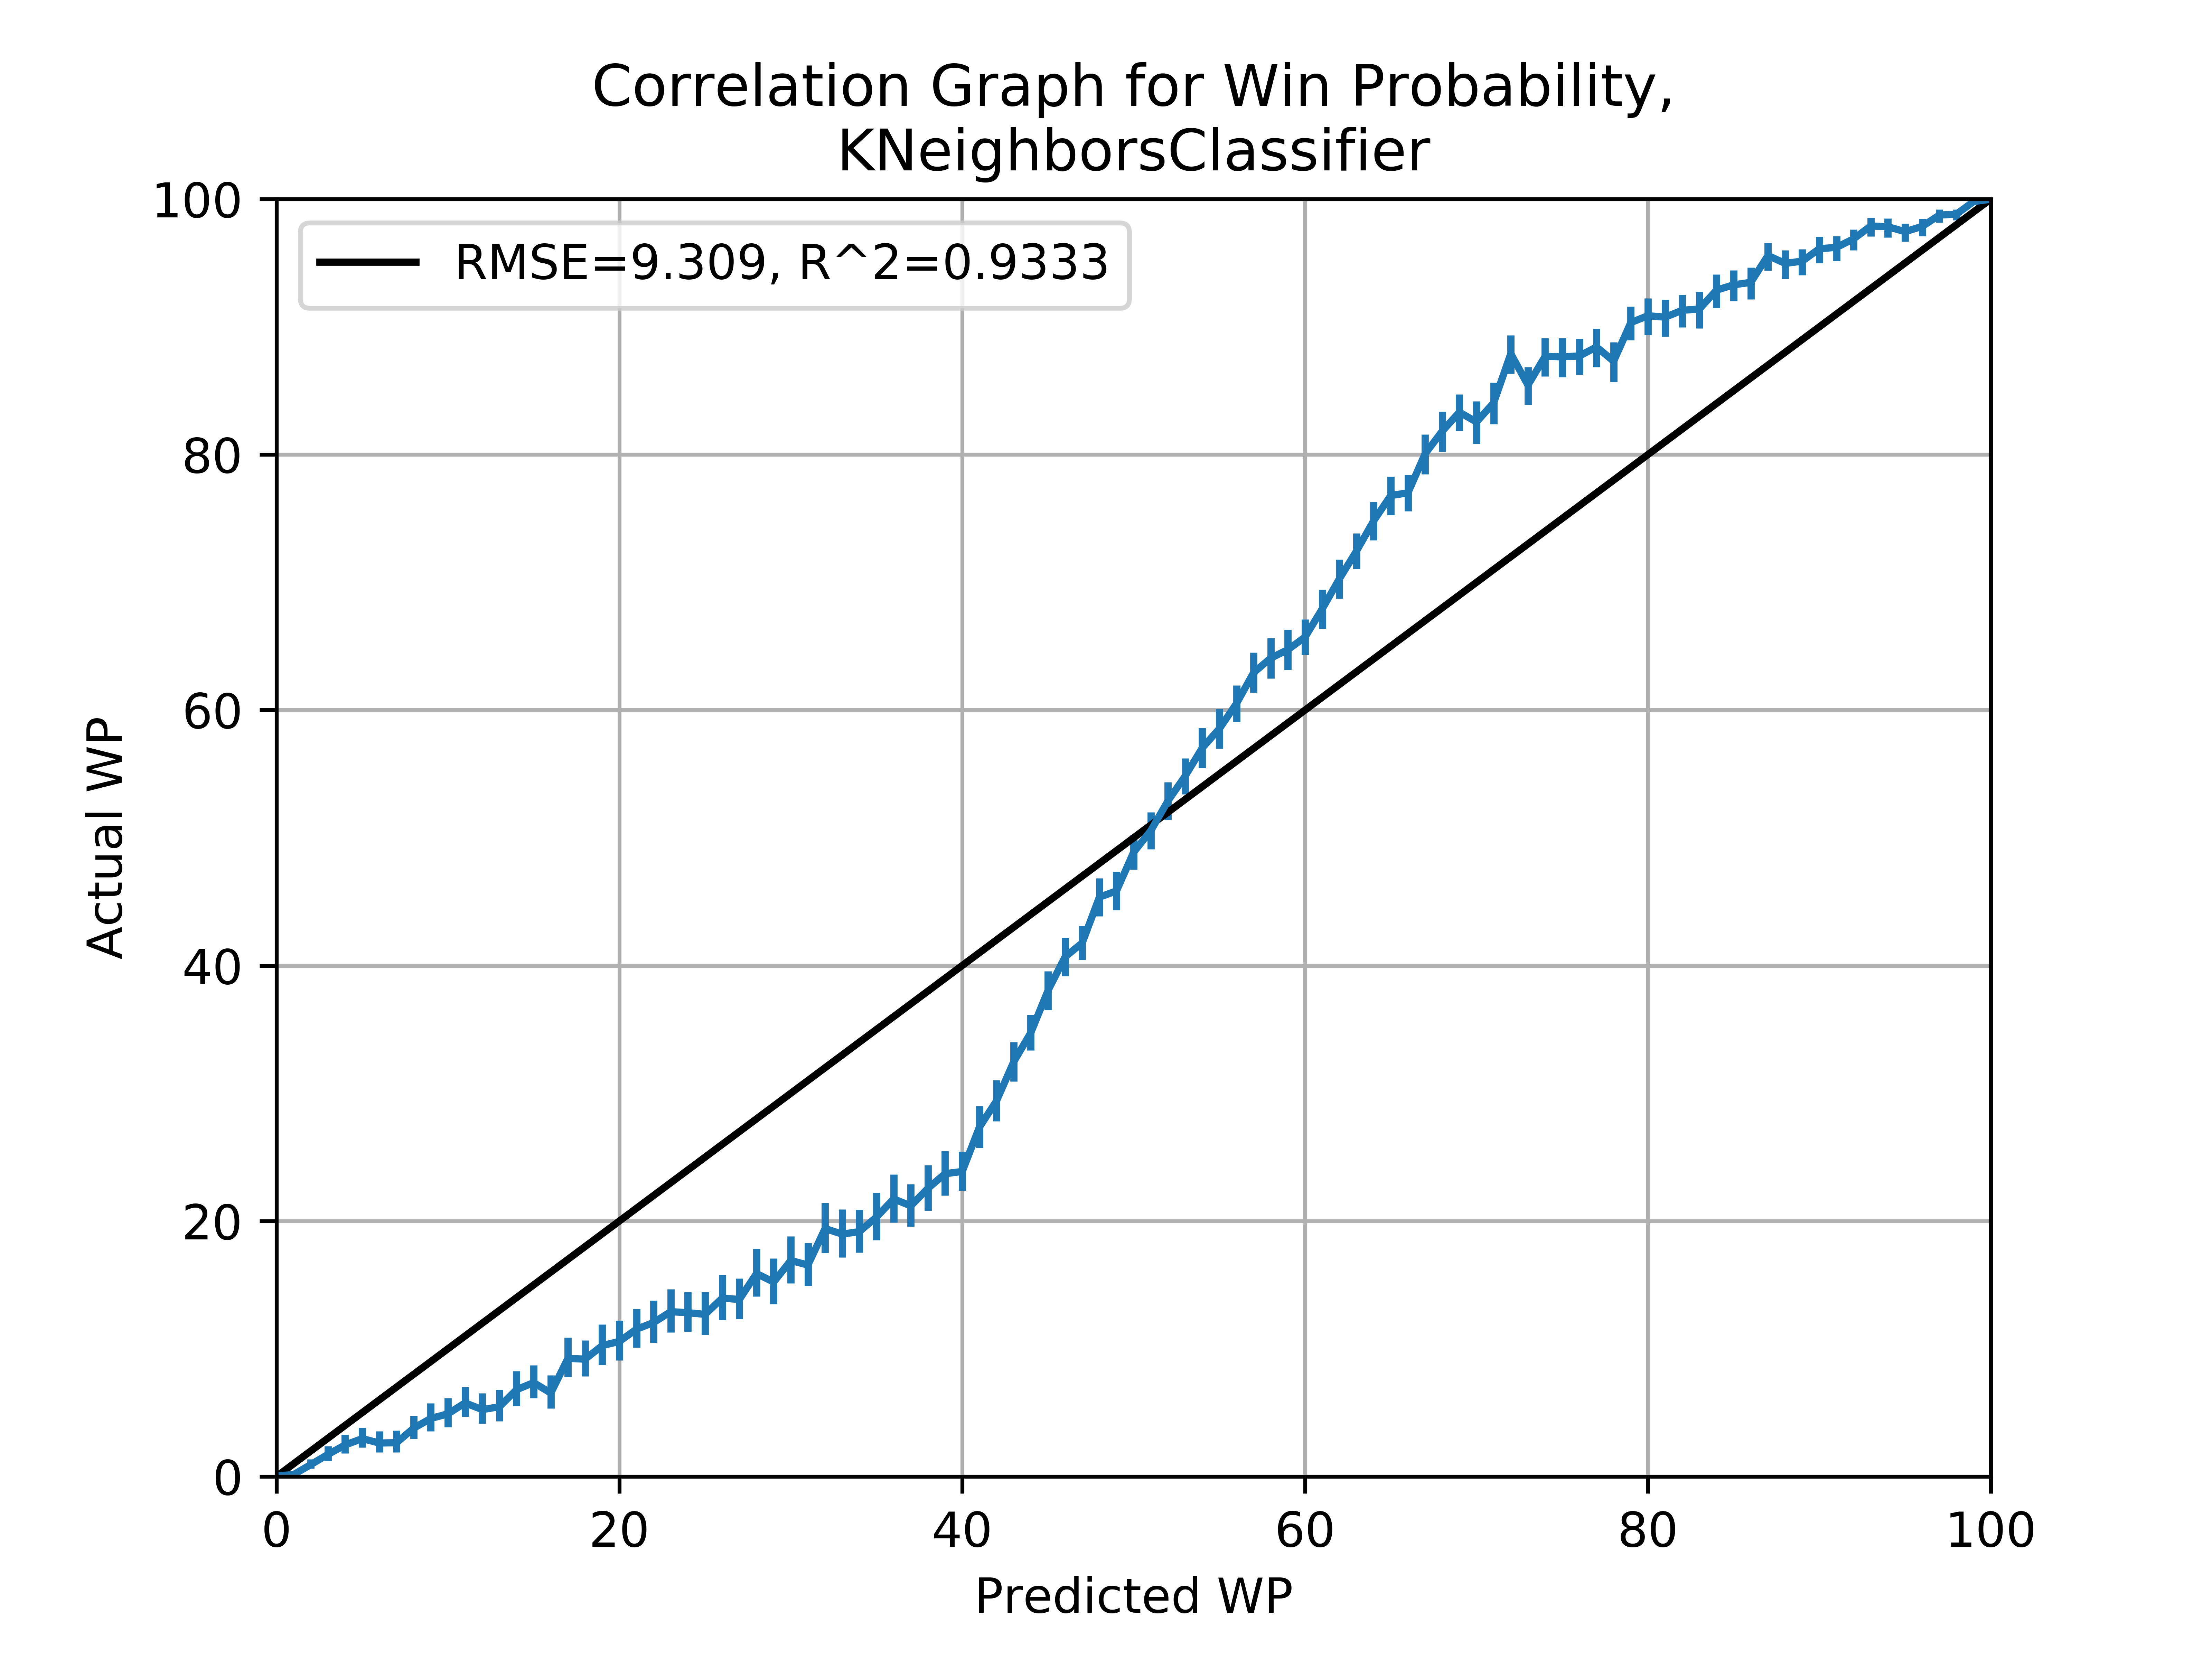 Correlation Graph for Win Probability,
KNeighborsClassifier
RMSE=9.309, R^2=0.9333
100
80
60
40
20
0
Actual WP
0 20 40 60 80 100
Predicted WP